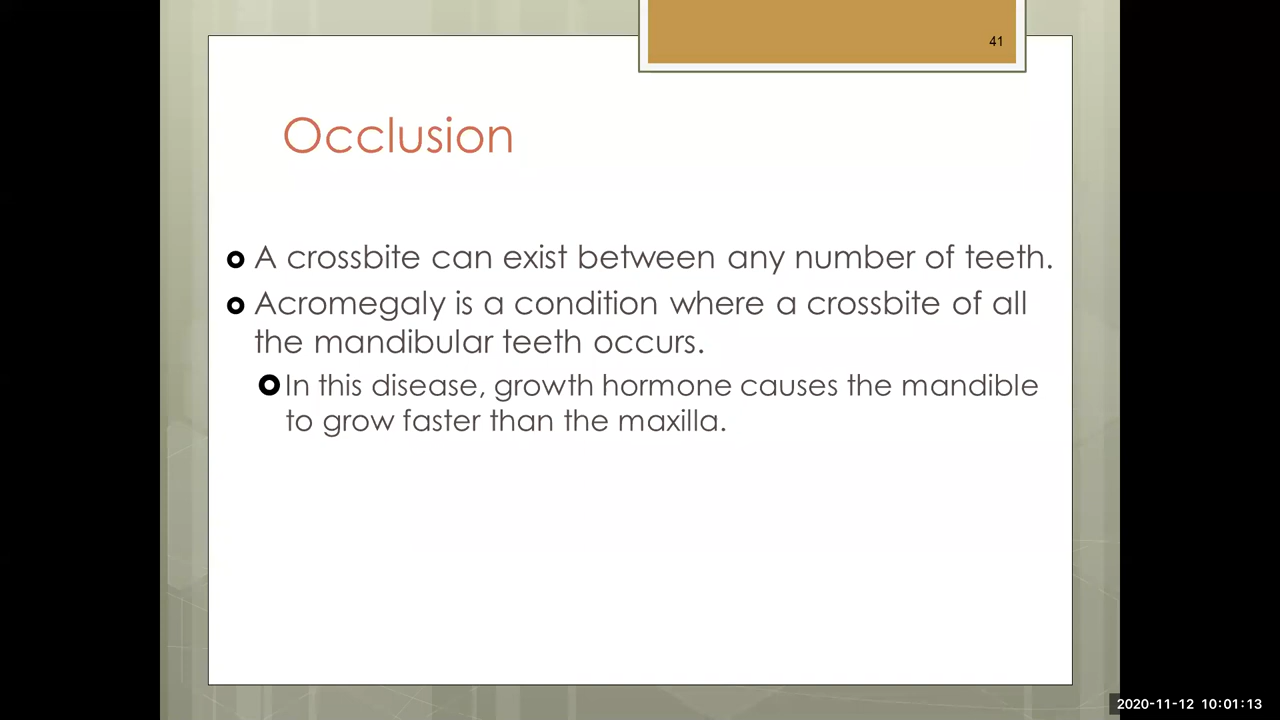 41
Occlusion
A crossbite can exist between any number of teeth.
Acromegaly is a condition where a crossbite of all
the mandibular teeth occurs.
In this disease, growth hormone causes the mandible
to grow faster than the maxilla.
2020-11-12 10:01:13